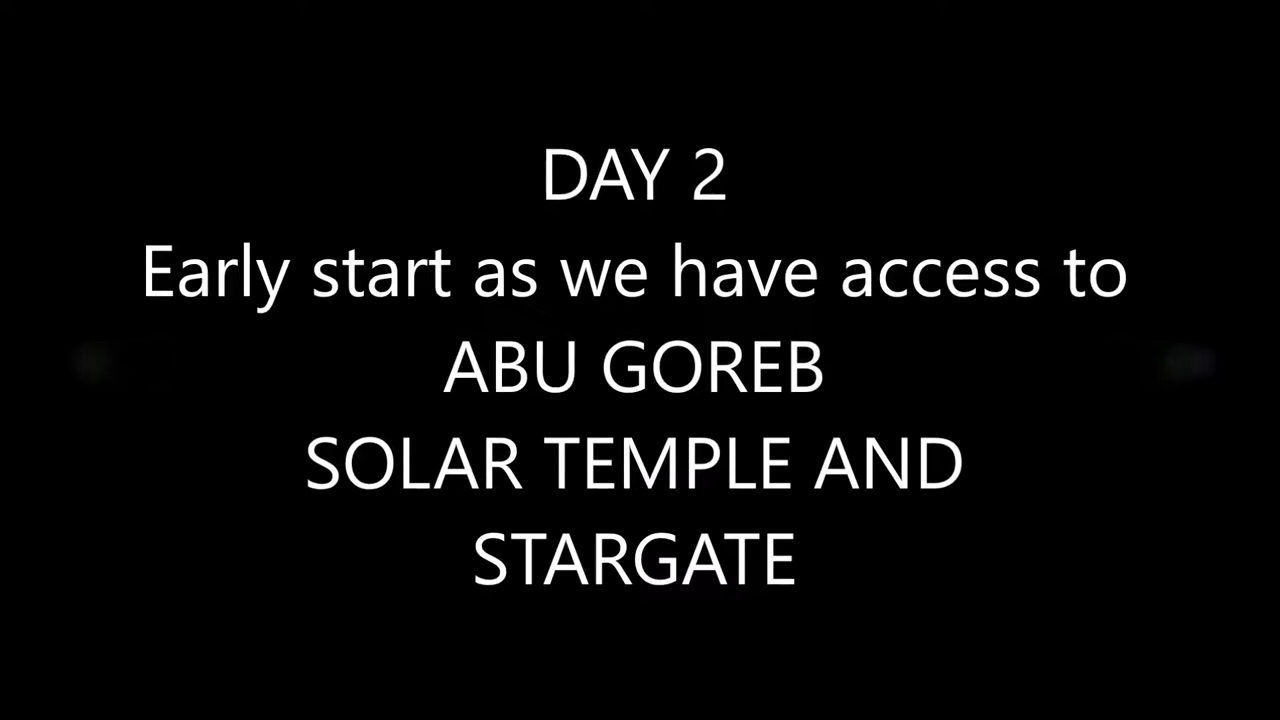 DAY 2
Early start as we have access to
ABU GOREB
SOLAR TEMPLE AND
STARGATE